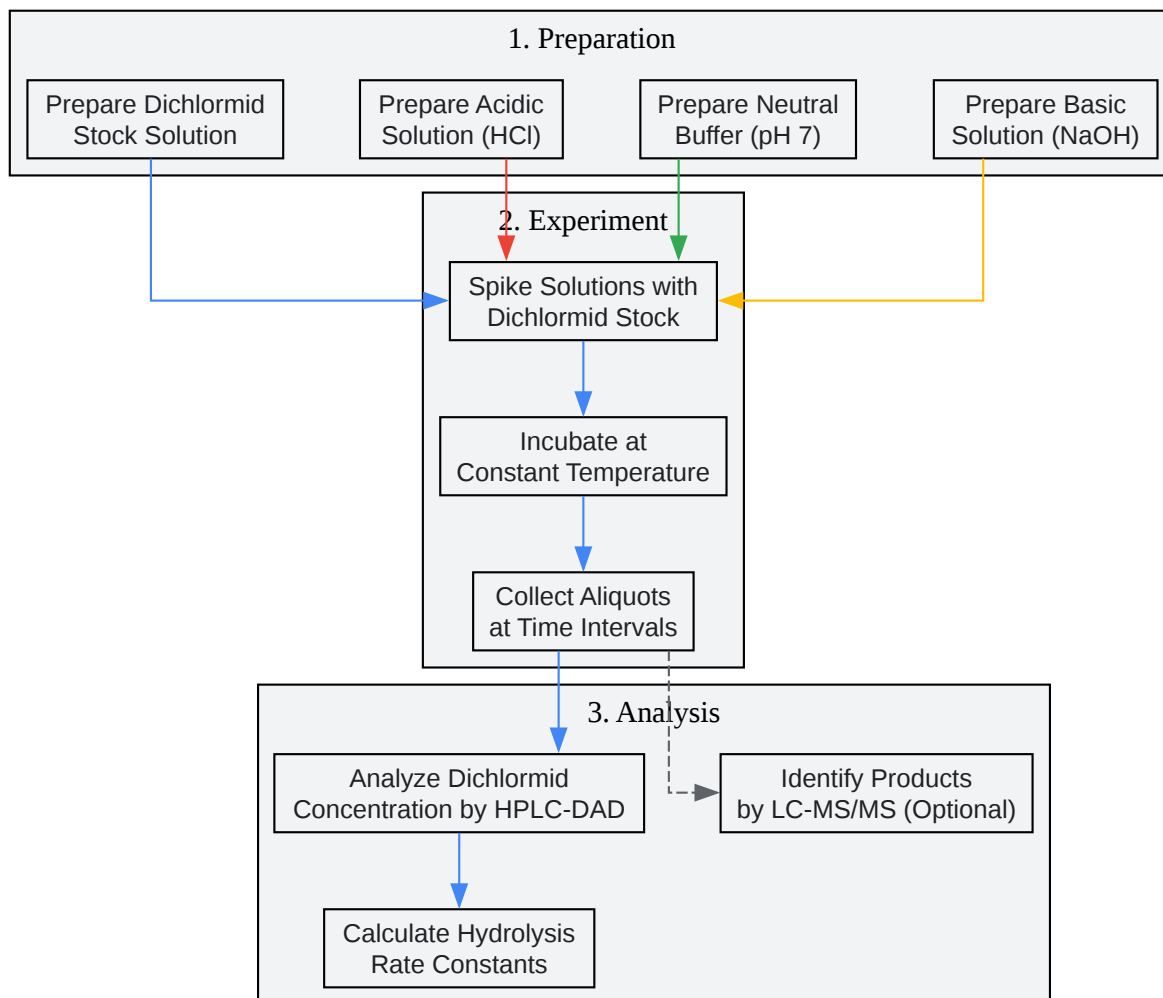 1. Preparation
Prepare Dichlormid
Stock Solution
Prepare Acidic
Solution (HCl)
Prepare Neutral
Buffer (pH 7)
Prepare Basic
Solution (NaOH)
2. Experiment
Spike Solutions with
Dichlormid Stock
Incubate at
Constant Temperature
Collect Aliquots
at Time Intervals
3. Analysis
Analyze Dichlormid
Concentration by HPLC-DAD
Identify Products
by LC-MS/MS (Optional)
Calculate Hydrolysis
Rate Constants